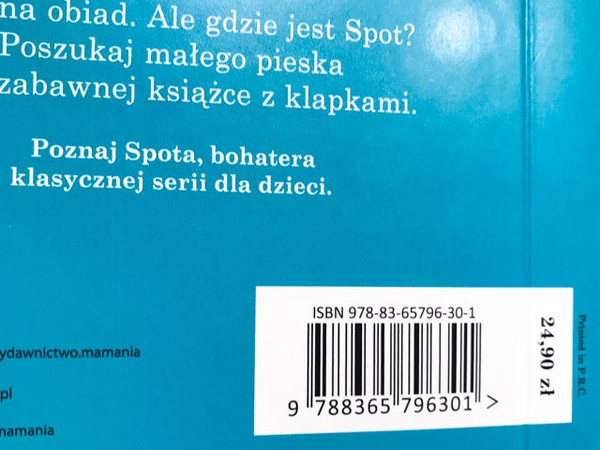 na obiad. Ale gdzie jest Spot?
Poszukaj małego pieska
zabawnej książce z klapkami.
Poznaj Spota, bohatera
klasycznej serii dla dzieci.
ISBN 978-83-65796-30-1
9 788365 796301 >
24,90 zł
Printed in P.R.C.
ydawnictwo.mamania
pl
mamania